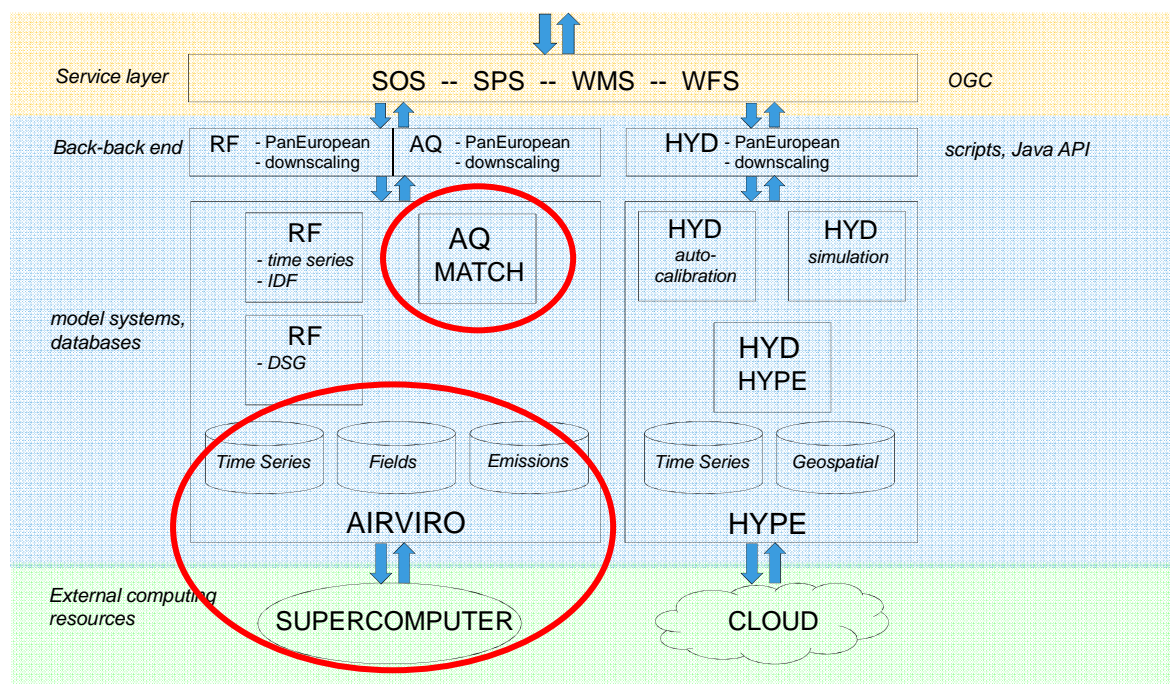 Service layer
SOS -- SPS -- WMS -- WFS
OGC
Back-back end
RF - PanEuropean
- downscaling
AQ - PanEuropean
- downscaling
HYD - PanEuropean
- downscaling
scripts, Java API
RF
- time series
- IDF
AQ
MATCH
HYD
auto-
calibration
HYD
simulation
model systems,
databases
RF
- DSG
HYD
HYPE
Time Series
Fields
Emissions
Time Series
Geospatial
AIRVIRO
HYPE
External computing
resources
SUPERCOMPUTER
CLOUD